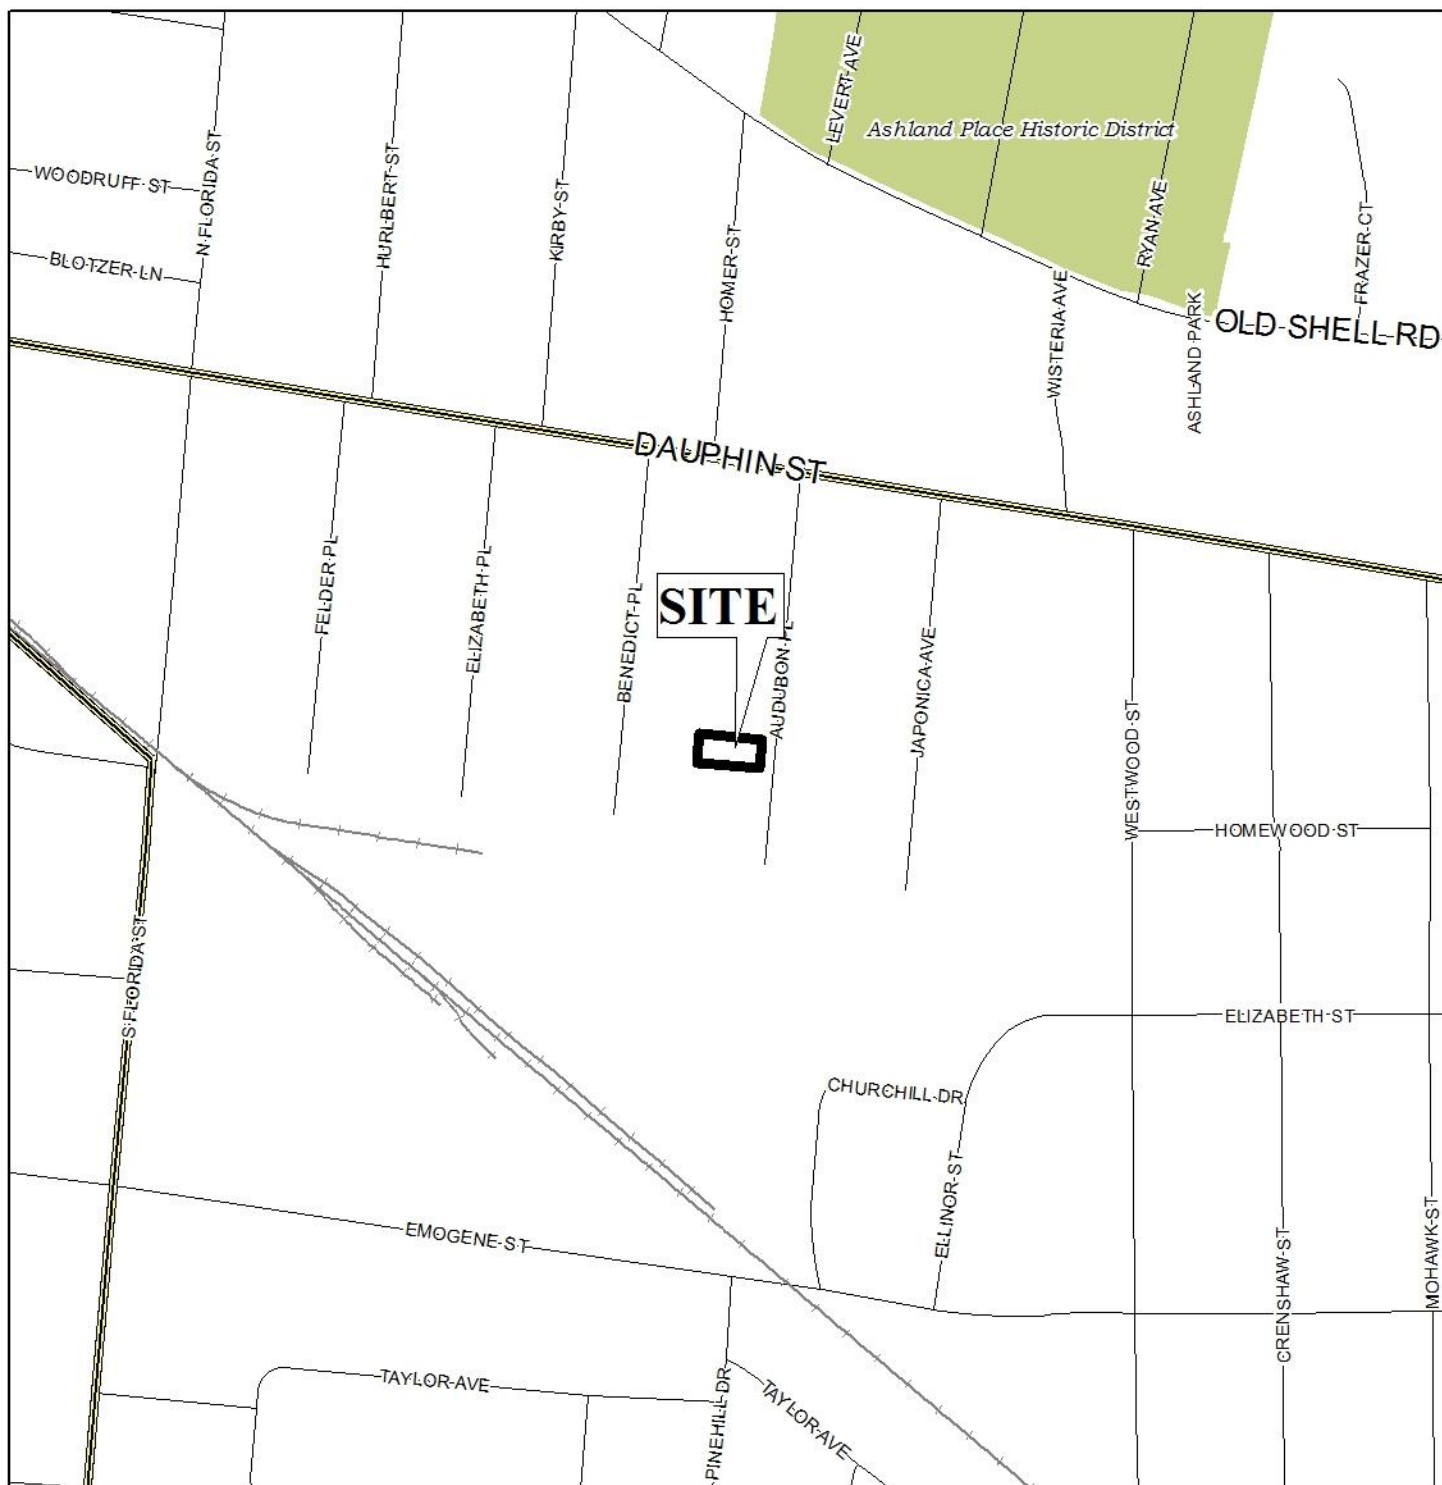 LEVERT AVE
Ashland Place Historic District
WOODRUFF ST
N FLORIDA ST
HURLBERT ST
KIRBY ST
HOMER ST
RYAN AVE
FRAZER CT
BLOTZER LN
WISTERIA AVE
ASHLAND PARK
OLD SHELL RD
DAUPHIN ST
FELDER PL
ELIZABETH PL
BENEDICT PL
SITE
AUDUBON PL
JAPONICA AVE
WESTWOOD ST
HOMEWOOD ST
S FLORIDA ST
ELIZABETH ST
CHURCHILL DR
ELLINOR ST
EMOGENE ST
CRENSHAW ST
MOHAWK ST
TAYLOR AVE
PINEHILL DR
TAYLOR AVE